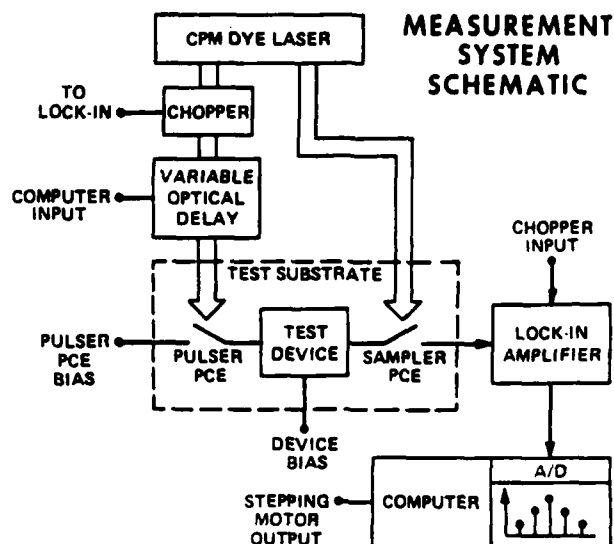 MEASUREMENT
SYSTEM
SCHEMATIC
CPM DYE LASER
TO
LOCK-IN
CHOPPER
VARIABLE
OPTICAL
DELAY
COMPUTER
INPUT
CHOPPER
INPUT
TEST SUBSTRATE
PULSER
PCE
BIAS
PULSER
PCE
TEST
DEVICE
SAMPLER
PCE
LOCK-IN
AMPLIFIER
DEVICE
BIAS
A/D
STEPPING
MOTOR
OUTPUT
COMPUTER